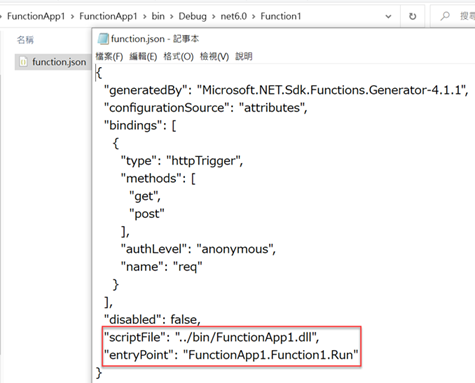 FunctionApp1 › FunctionApp1 › bin › Debug › net6.0 › Function1
搜尋
名稱
function.json
function.json - 記事本
檔案(F) 編輯(E) 格式(O) 檢視(V) 說明
{
"generatedBy": "Microsoft.NET.Sdk.Functions.Generator-4.1.1",
"configurationSource": "attributes",
"bindings": [
{
"type": "httpTrigger",
"methods": [
"get",
"post"
],
"authLevel": "anonymous",
"name": "req"
}
],
"disabled": false,
"scriptFile": "../bin/FunctionApp1.dll",
"entryPoint": "FunctionApp1.Function1.Run"
}